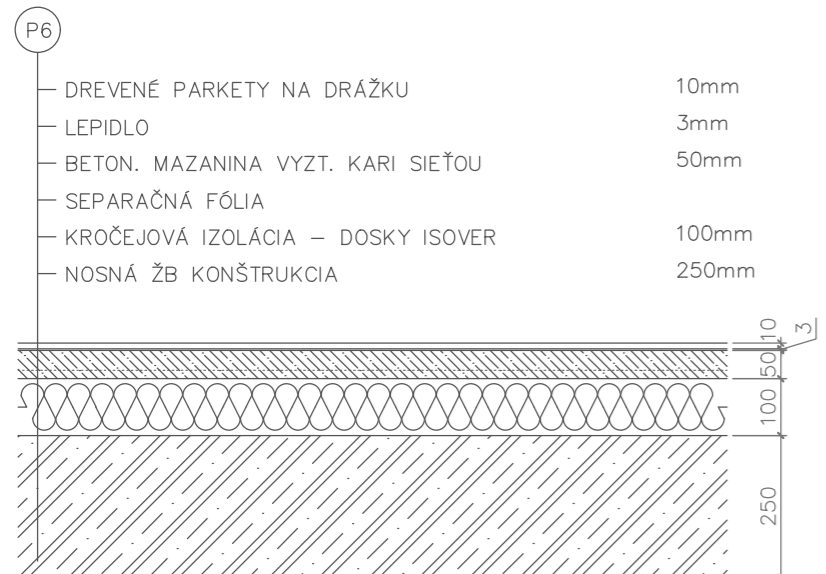 P6
DREVENÉ PARKETY NA DRÁŽKU 10mm
LEPIDLO 3mm
BETON. MAZANINA VYZT. KARI SIEŤOU 50mm
SEPARAČNÁ FÓLIA
KROČEJOVÁ IZOLÁCIA – DOSKY ISOVER 100mm
NOSNÁ ŽB KONŠTRUKCIA 250mm
10
3
50
100
250